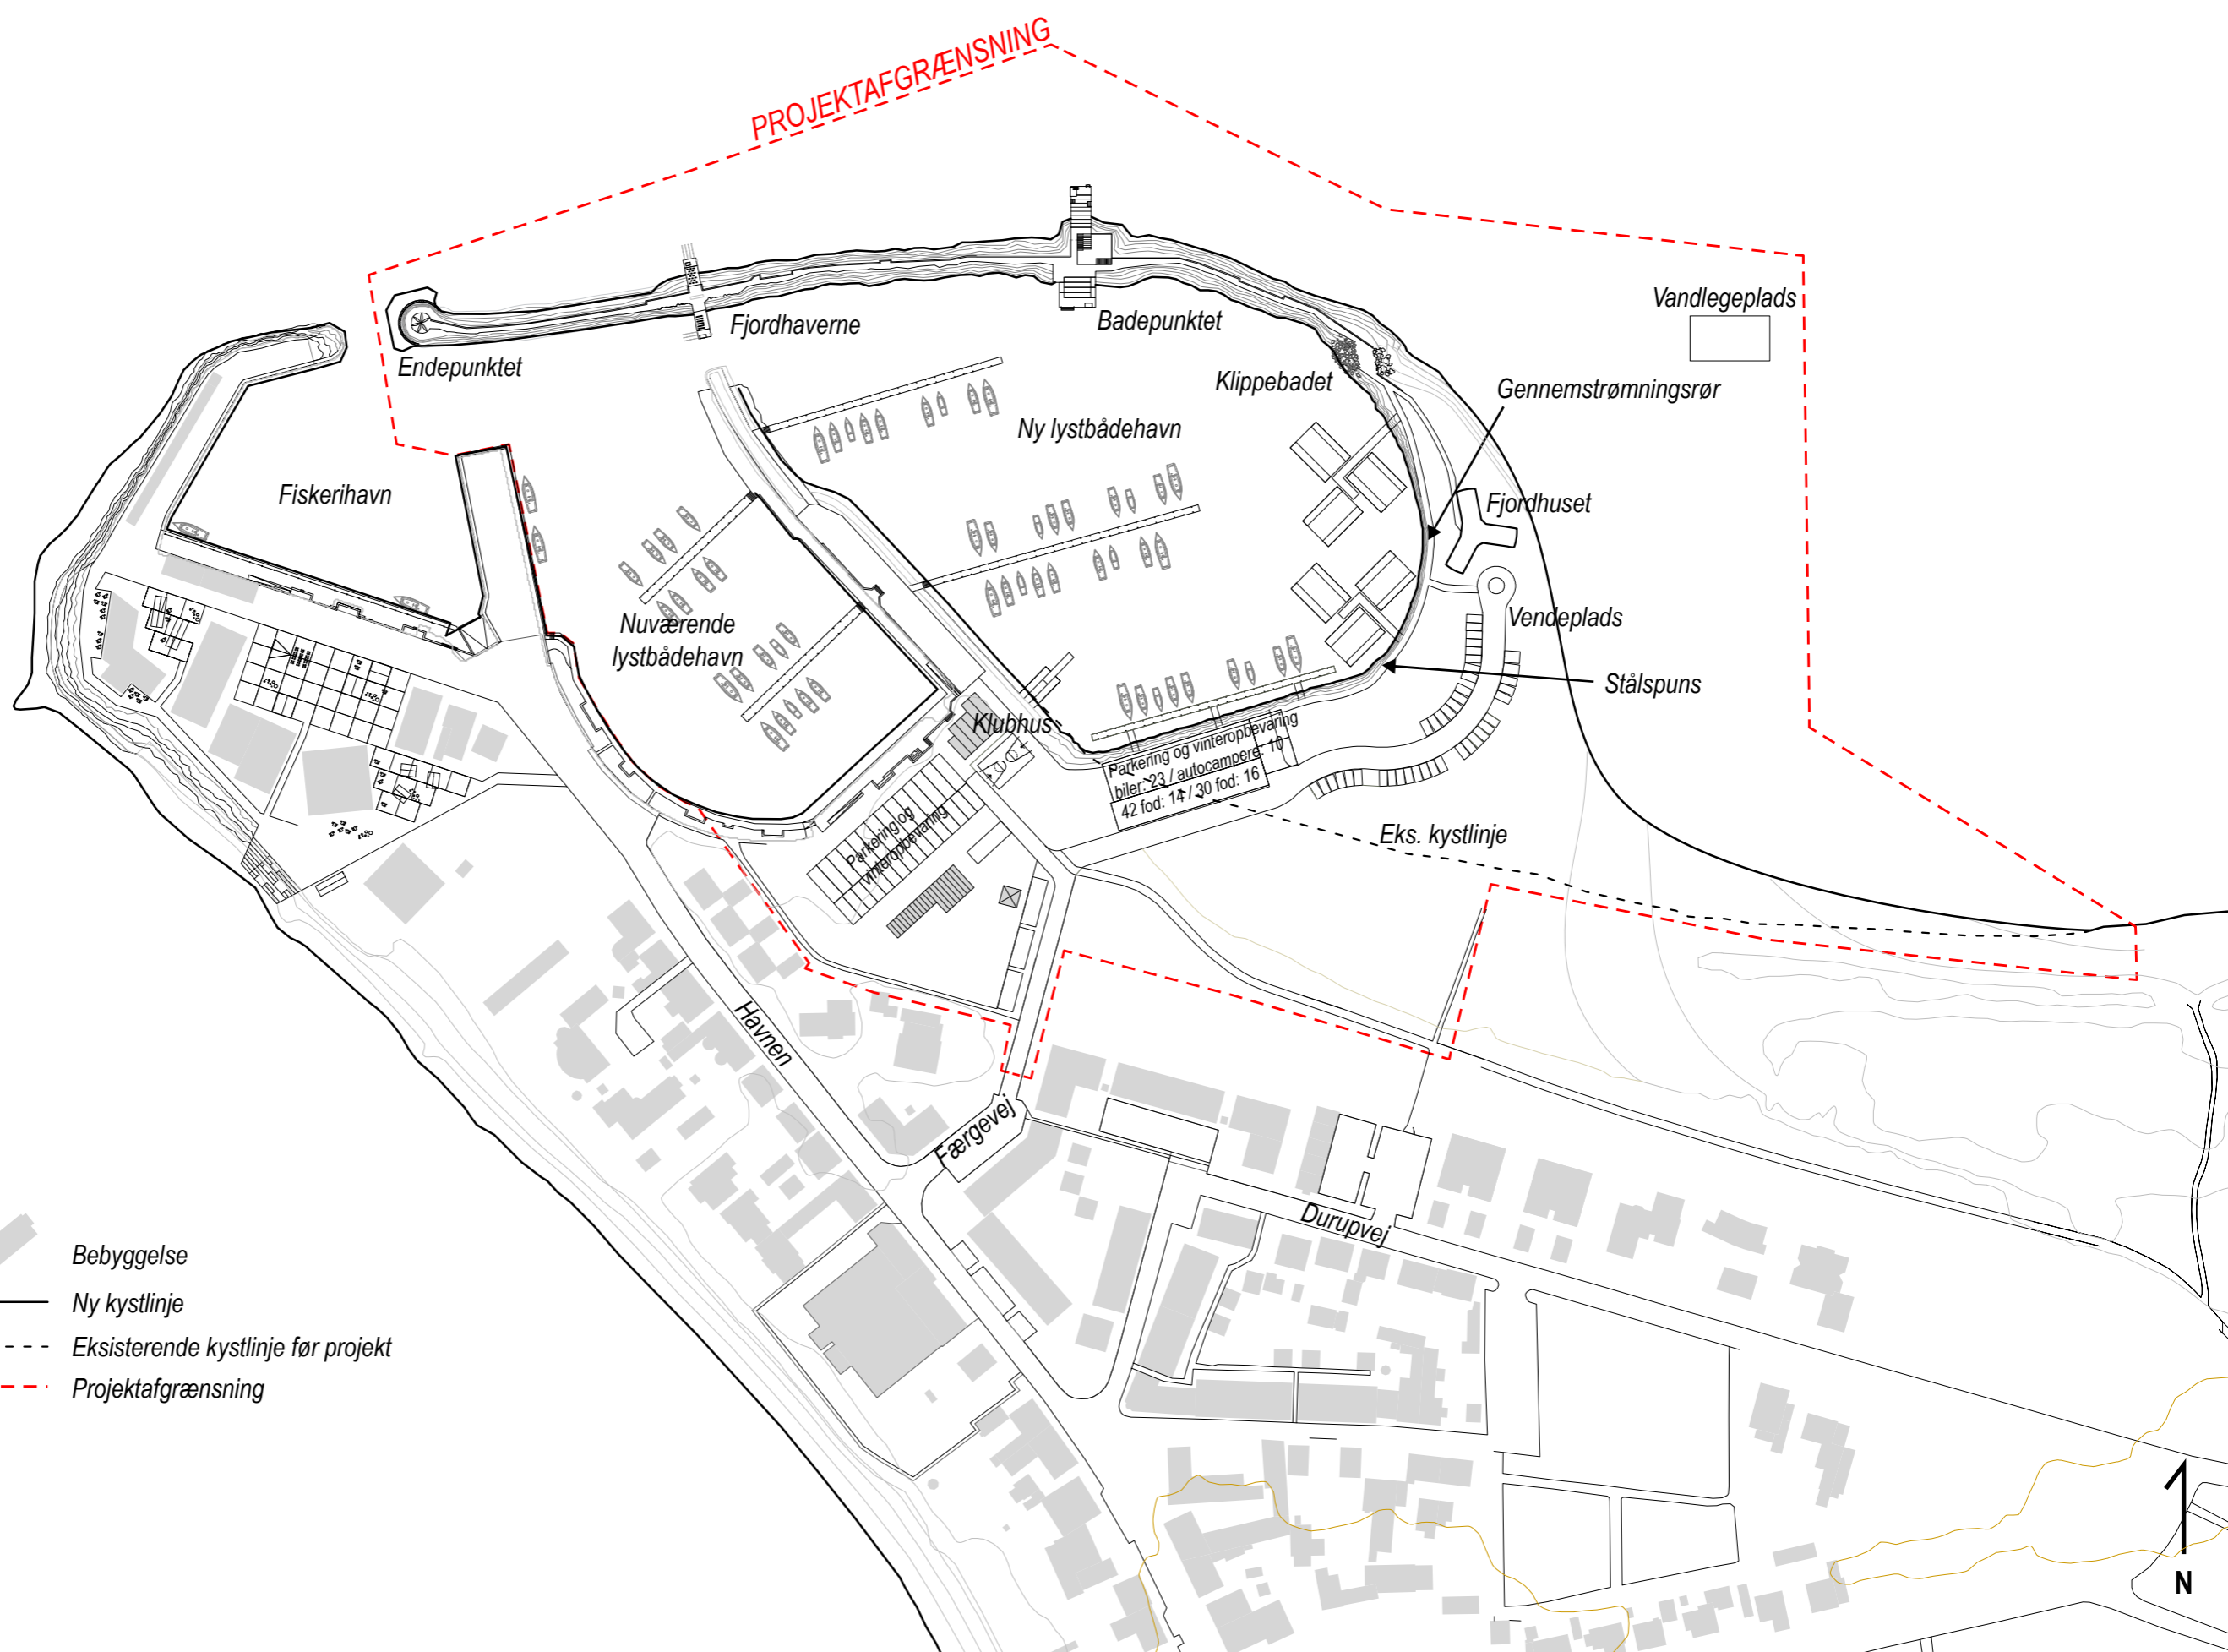 PROJEKTAFGRÆNSNING
Vandlegeplads
Fjordhaverne
Badepunktet
Endepunktet
Klippebadet
Gennemstrømningsrør
Ny lystbådehavn
Fiskerihavn
Fjordhuset
Nuværende
lystbådehavn
Vendeplads
Stålspuns
Klubhus
Parkering og vinteropbevaring
biler: 23 / autocampere: 10
42 fod: 14 / 30 fod: 16
Parkering og
vinteropbevaring
Eks. kystlinje
Havnen
Færgevej
Durupvej
Bebyggelse
Ny kystlinje
Eksisterende kystlinje før projekt
Projektafgrænsning
N